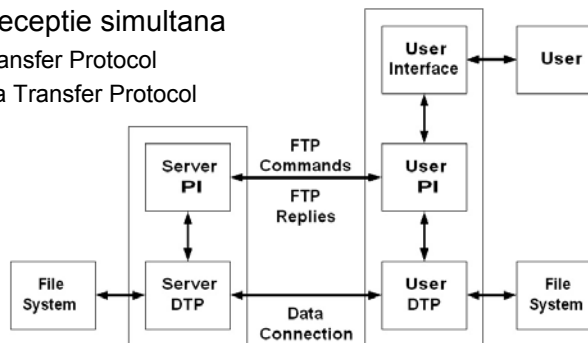 eceptie simultana
ansfer Protocol
a Transfer Protocol
User
Interface
User
FTP
Commands
Server
PI
User
PI
FTP
Replies
File
System
Server
DTP
Data
Connection
User
DTP
File
System